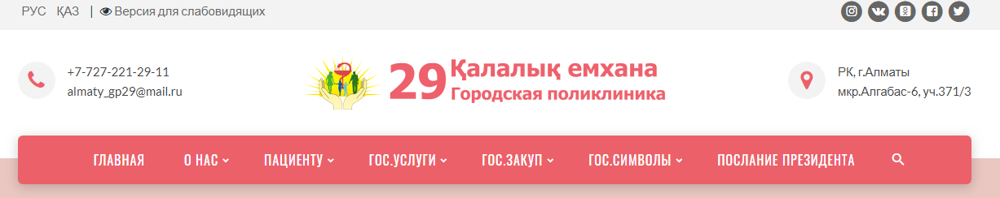 РУС ҚАЗ | Версия для слабовидящих
+7-727-221-29-11
almaty_gp29@mail.ru
29 Қалалық емхана
Городская поликлиника
РК, г.Алматы
мкр.Алгабас-6, уч.371/3
ГЛАВНАЯ О НАС ПАЦИЕНТУ ГОС.УСЛУГИ ГОС.ЗАКУП ГОС.СИМВОЛЫ ПОСЛАНИЕ ПРЕЗИДЕНТА